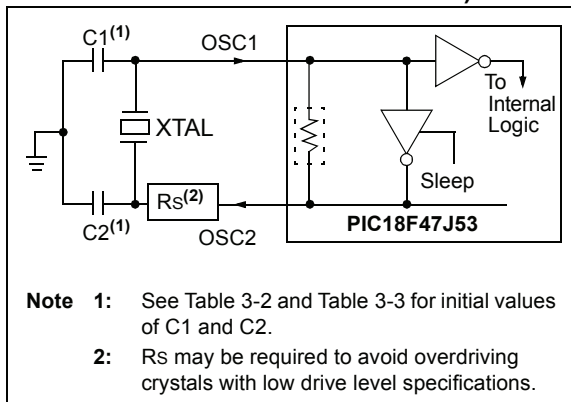 C1(1)
OSC1
To
Internal
Logic
XTAL
Sleep
RS(2)
C2(1)
OSC2
PIC18F47J53
Note 1: See Table 3-2 and Table 3-3 for initial values
of C1 and C2.
2: RS may be required to avoid overdriving
crystals with low drive level specifications.